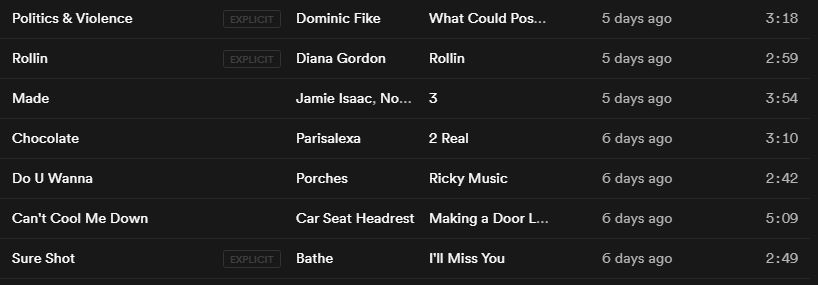 Politics & Violence EXPLICIT Dominic Fike What Could Pos... 5 days ago 3:18
Rollin EXPLICIT Diana Gordon Rollin 5 days ago 2:59
Made Jamie Isaac, No... 3 5 days ago 3:54
Chocolate Parisalexa 2 Real 6 days ago 3:10
Do U Wanna Porches Ricky Music 6 days ago 2:42
Can't Cool Me Down Car Seat Headrest Making a Door L... 6 days ago 5:09
Sure Shot EXPLICIT Bathe I'll Miss You 6 days ago 2:49